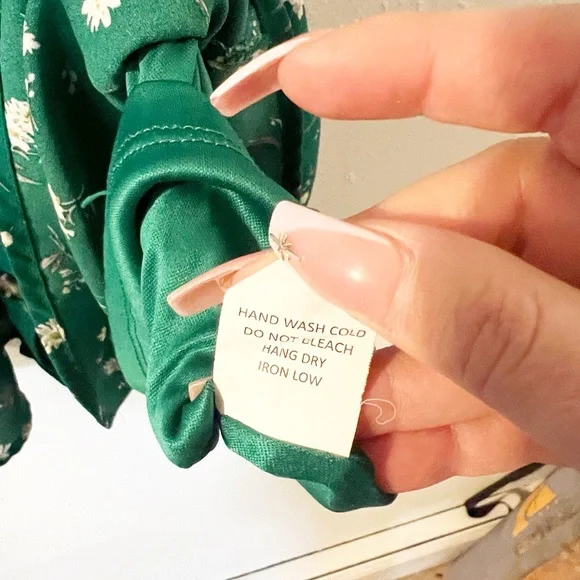 HAND WASH COLD
DO NOT BLEACH
HANG DRY
IRON LOW